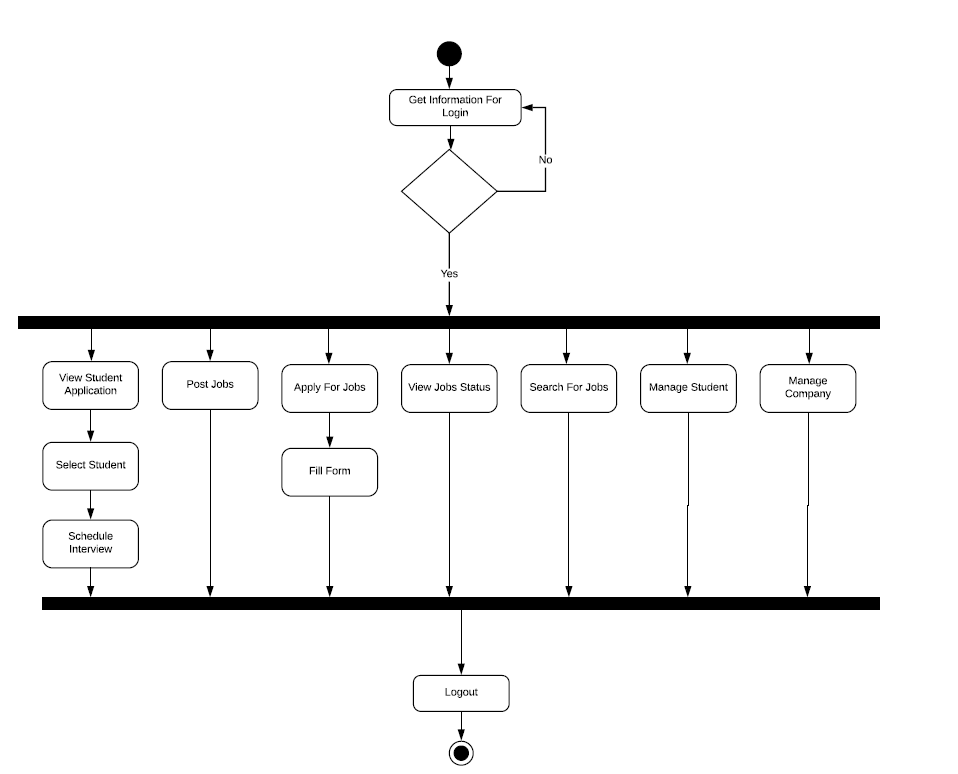 Get Information For
Login
No
Yes
View Student
Application
Post Jobs
Apply For Jobs
View Jobs Status
Search For Jobs
Manage Student
Manage
Company
Select Student
Fill Form
Schedule
Interview
Logout